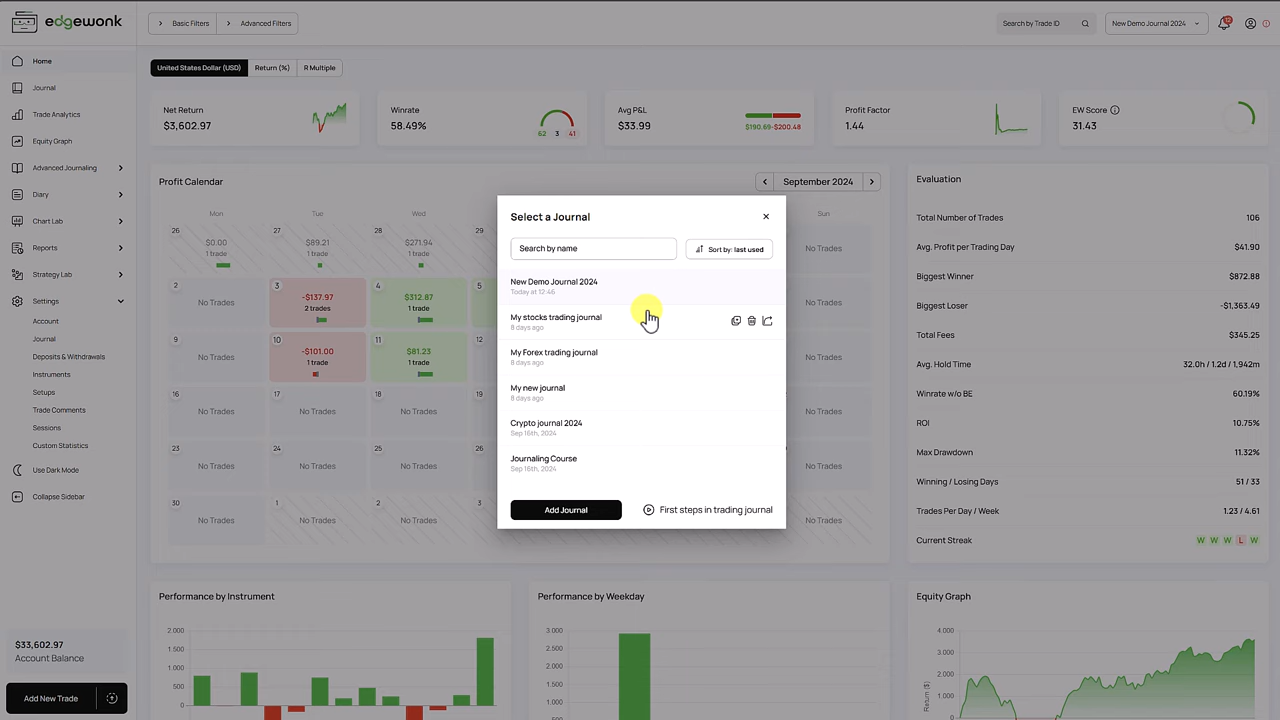 edgewonk
Basic Filters
Advanced Filters
Search by Trade ID
New Demo Journal 2024
12
Home
Journal
Trade Analytics
Equity Graph
Advanced Journaling
Diary
Chart Lab
Reports
Strategy Lab
Settings
Account
Journal
Deposits & Withdrawals
Instruments
Setups
Trade Comments
Sessions
Custom Statistics
Use Dark Mode
Collapse Sidebar
$33,602.97
Account Balance
Add New Trade
United States Dollar (USD)
Return (%)
R Multiple
Net Return
$3,602.97
Winrate
58.49%
62 3 41
Avg P&L
$33.99
$190.69 -$200.48
Profit Factor
1.44
EW Score
31.43
Profit Calendar
September 2024
Mon Tue Wed Sun
26
$0.00
1 trade
27
$89.21
1 trade
28
$271.94
1 trade
29
No Trades
2
No Trades
3
-$137.97
2 trades
4
$312.87
1 trade
5
No Trades
9
No Trades
10
-$101.00
1 trade
11
$81.23
1 trade
12
No Trades
16
No Trades
17
No Trades
18
No Trades
19
No Trades
23
No Trades
24
No Trades
25
No Trades
26
No Trades
30
No Trades
1
No Trades
2
No Trades
3
No Trades
Select a Journal
Search by name
Sort by: last used
New Demo Journal 2024
Today at 12:46
My stocks trading journal
8 days ago
My Forex trading journal
8 days ago
My new journal
8 days ago
Crypto journal 2024
Sep 16th, 2024
Journaling Course
Sep 16th, 2024
Add Journal
First steps in trading journal
Evaluation
Total Number of Trades 106
Avg. Profit per Trading Day $41.90
Biggest Winner $872.88
Biggest Loser -$1,363.49
Total Fees $345.25
Avg. Hold Time 32.0h / 1.2d / 1,942m
Winrate w/o BE 60.19%
ROI 10.75%
Max Drawdown 11.32%
Winning / Losing Days 51 / 33
Trades Per Day / Week 1.23 / 4.61
Current Streak W W W L W
Performance by Instrument
2.000
1.500
1.000
500
0
Performance by Weekday
3.000
2.500
2.000
1.500
1.000
500
Equity Graph
4.000
3.000
2.000
1.000
0
Return ($)